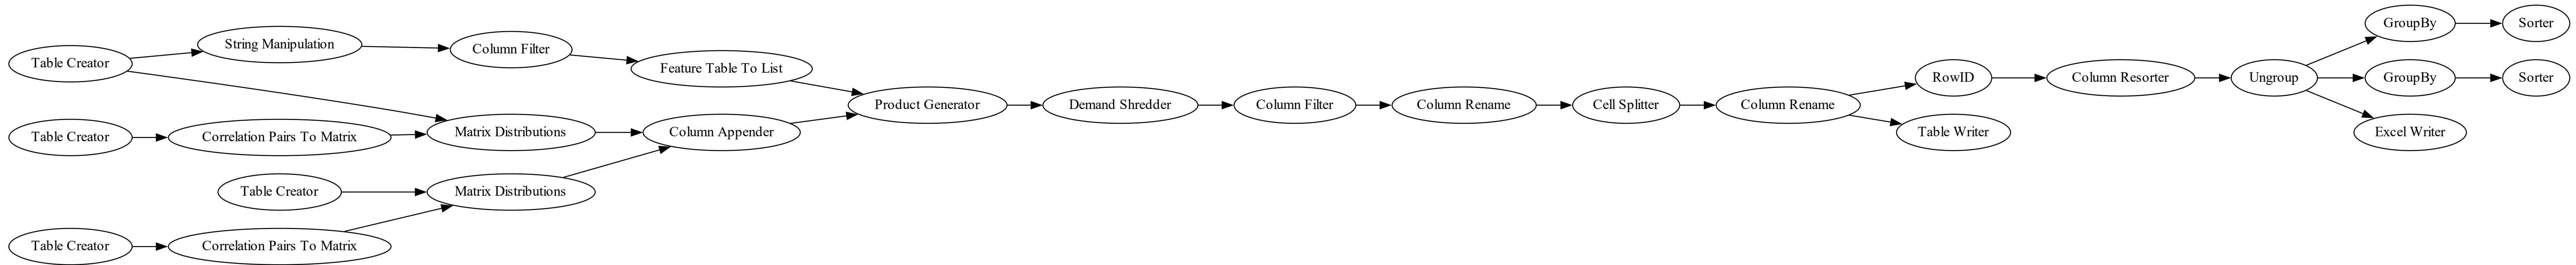 Table Creator
String Manipulation
Column Filter
Feature Table To List
Table Creator
Correlation Pairs To Matrix
Matrix Distributions
Column Appender
Table Creator
Matrix Distributions
Table Creator
Correlation Pairs To Matrix
Product Generator
Demand Shredder
Column Filter
Column Rename
Cell Splitter
Column Rename
RowID
Table Writer
Column Resorter
Ungroup
GroupBy
Sorter
GroupBy
Sorter
Excel Writer